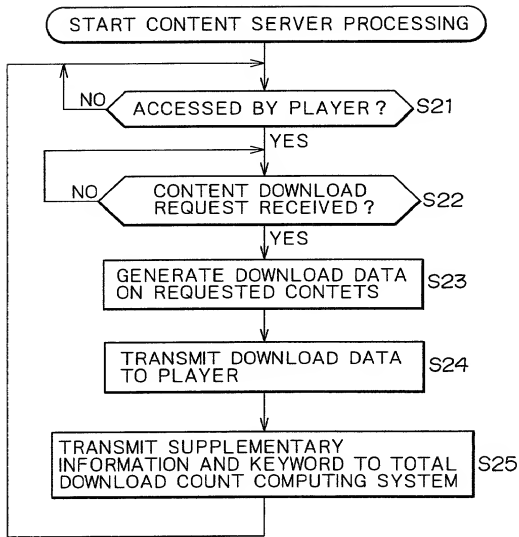 START CONTENT SERVER PROCESSING
NO
ACCESSED BY PLAYER?
S21
YES
NO
CONTENT DOWNLOAD
REQUEST RECEIVED?
S22
YES
GENERATE DOWNLOAD DATA
ON REQUESTED CONTETS
S23
TRANSMIT DOWNLOAD DATA
TO PLAYER
S24
TRANSMIT SUPPLEMENTARY
INFORMATION AND KEYWORD TO TOTAL
DOWNLOAD COUNT COMPUTING SYSTEM
S25